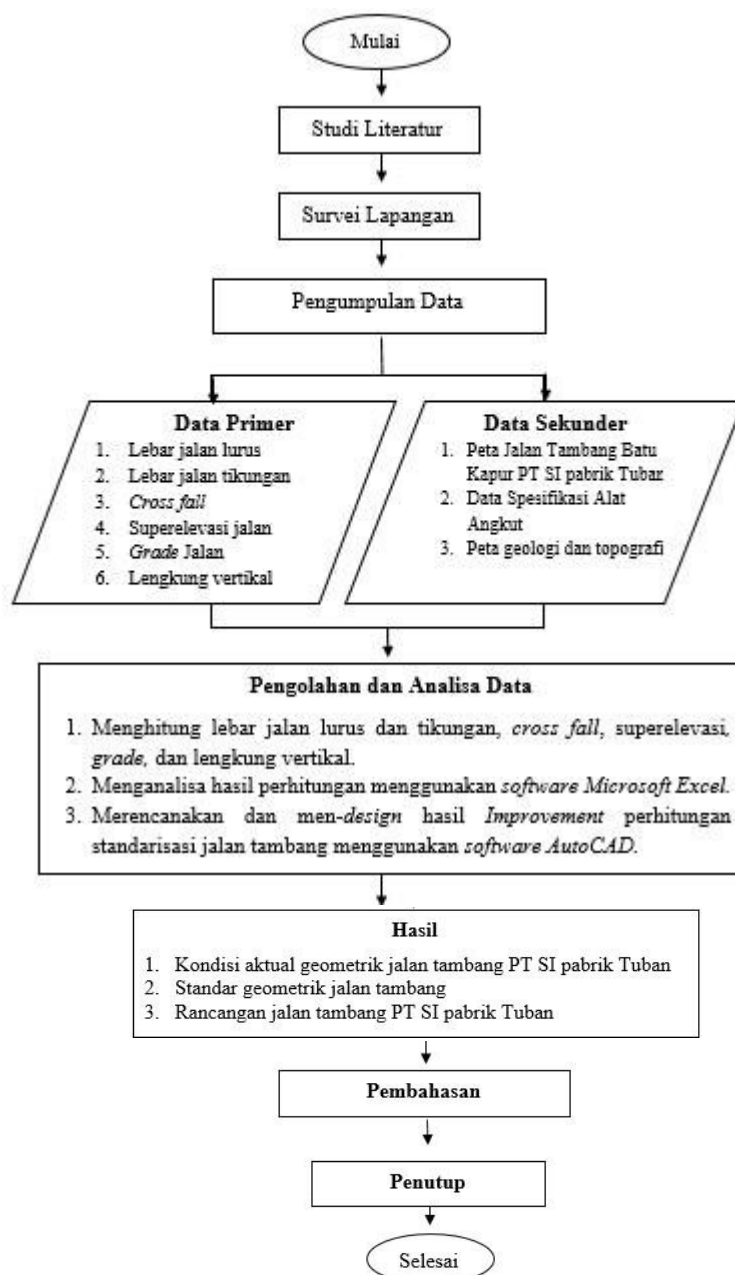 Mulai
Studi Literatur
Survei Lapangan
Pengumpulan Data
Data Primer
1. Lebar jalan lurus
2. Lebar jalan tikungan
3. Cross fall
4. Superelevasi jalan
5. Grade Jalan
6. Lengkung vertikal
Data Sekunder
1. Peta Jalan Tambang Batu
Kapur PT SI pabrik Tuban
2. Data Spesifikasi Alat
Angkut
3. Peta geologi dan topografi
Pengolahan dan Analisa Data
1. Menghitung lebar jalan lurus dan tikungan, cross fall, superelevasi,
grade, dan lengkung vertikal.
2. Menganalisa hasil perhitungan menggunakan software Microsoft Excel.
3. Merencanakan dan men-design hasil Improvement perhitungan
standarisasi jalan tambang menggunakan software AutoCAD.
Hasil
1. Kondisi aktual geometrik jalan tambang PT SI pabrik Tuban
2. Standar geometrik jalan tambang
3. Rancangan jalan tambang PT SI pabrik Tuban
Pembahasan
Penutup
Selesai